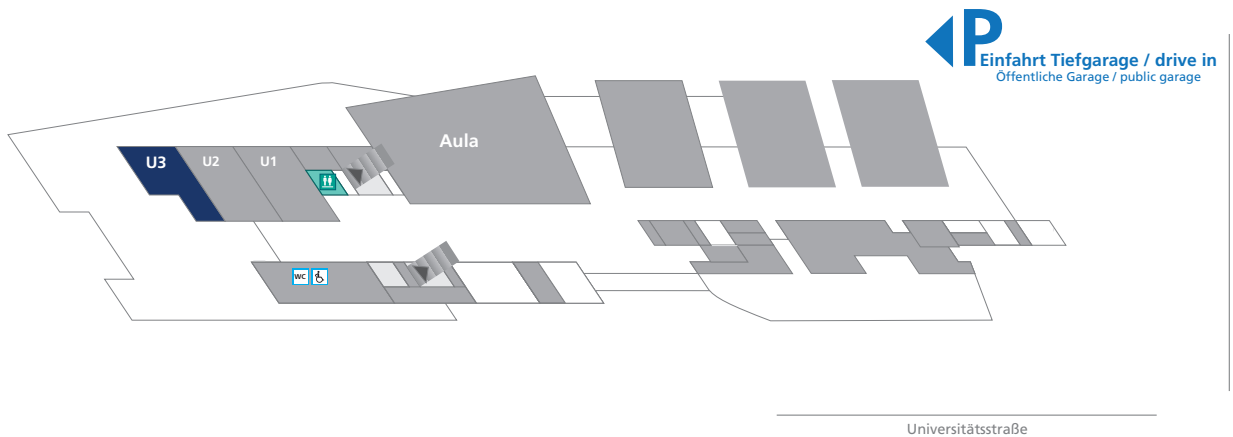 P
Einfahrt Tiefgarage / drive in
Öffentliche Garage / public garage
Aula
U3
U2
U1
WC
Universitätsstraße